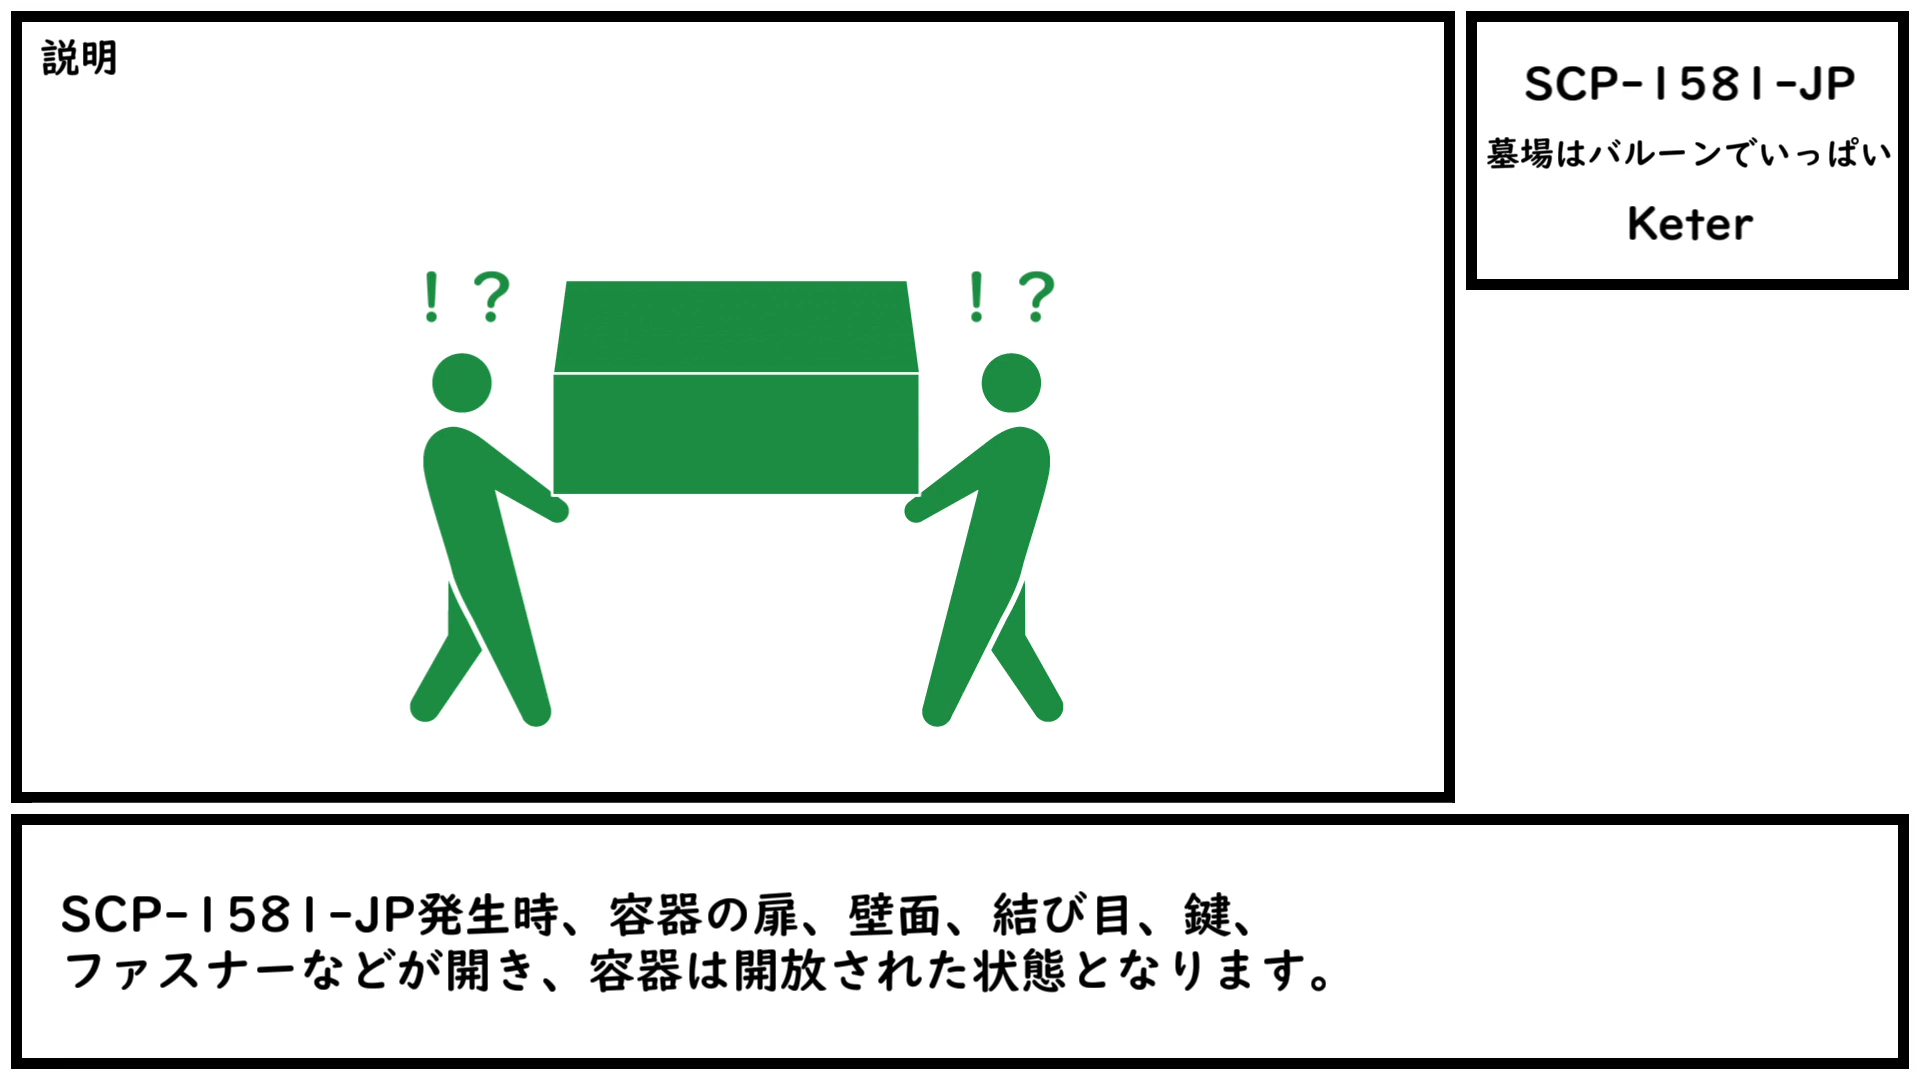 説明
SCP-1581-JP
墓場はバルーンでいっぱい
Keter
！？
！？
SCP-1581-JP発生時、容器の扉、壁面、結び目、鍵、
ファスナーなどが開き、容器は開放された状態となります。